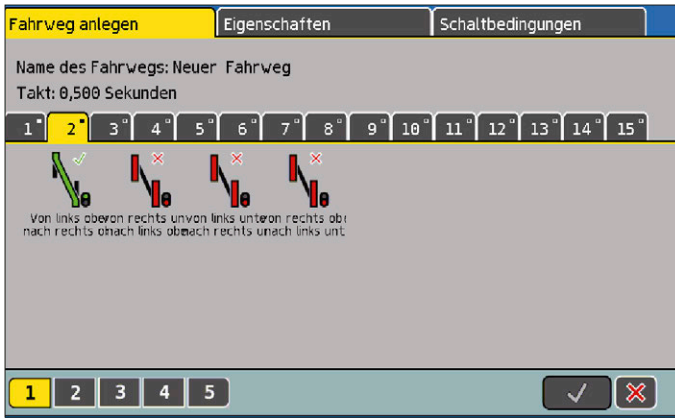 Fahrweg anlegen Eigenschaften Schaltbedingungen
Name des Fahrwegs: Neuer Fahrweg
Takt: 0,500 Sekunden
1 2 3 4 5 6 7 8 9 10 11 12 13 14 15
Von links obe von rechts un von links unte von rechts obe
nach rechts o nach links obe nach rechts u nach links unt
1 2 3 4 5